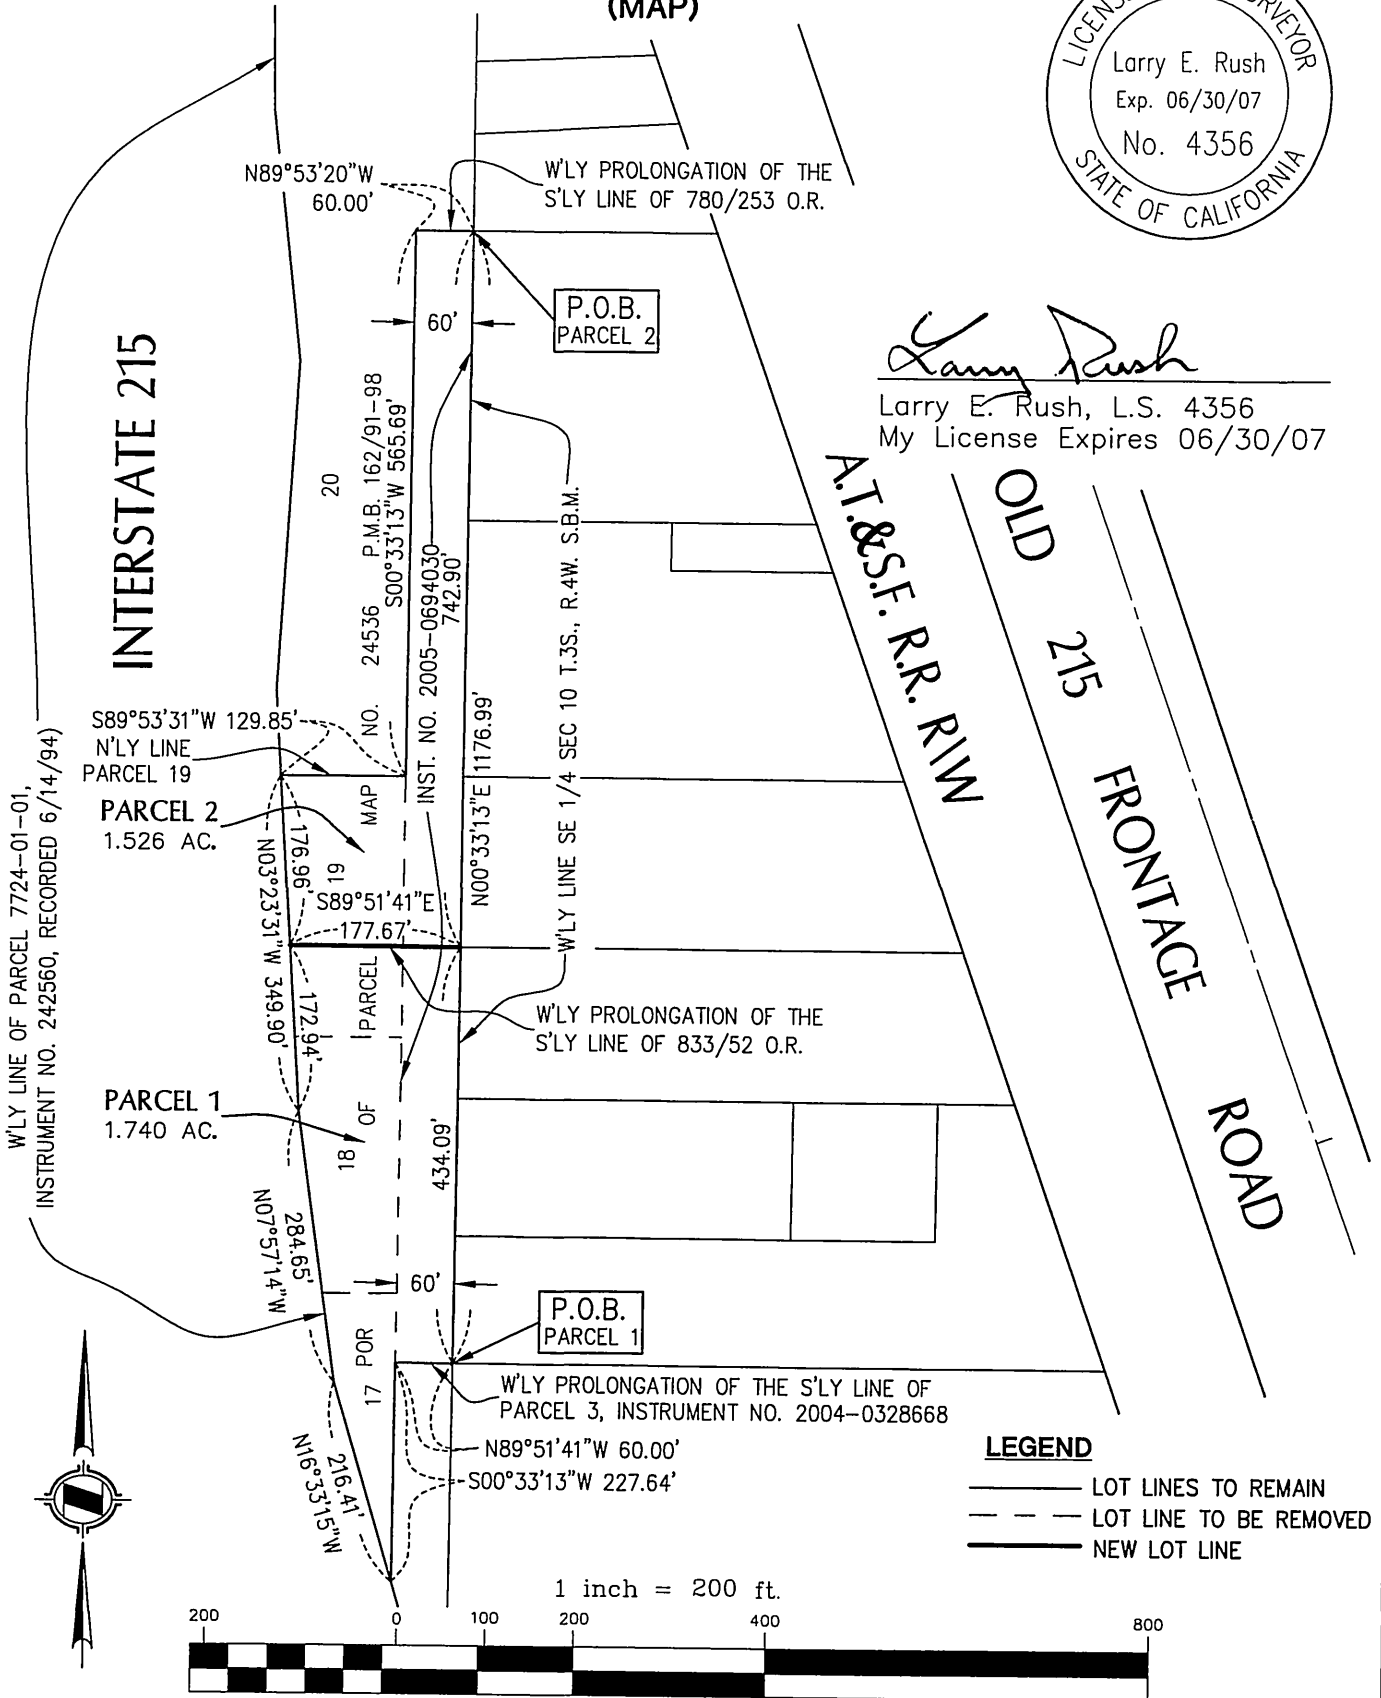 (MAP)
LICENS
RVEYOR
Larry E. Rush
Exp. 06/30/07
No. 4356
STATE OF CALIFORNIA
N89°53'20"W
60.00'
W'LY PROLONGATION OF THE
S'LY LINE OF 780/253 O.R.
P.O.B.
PARCEL 2
60'
Larry Rush
Larry E. Rush, L.S. 4356
My License Expires 06/30/07
INTERSTATE 215
20
PARCEL MAP NO. 24536 P.M.B. 162/91-98
S00°33'13"W 565.69'
INST. NO. 2005-0694030
742.90'
N00°33'13"E 1176.99'
W'LY LINE SE 1/4 SEC 10 T.3S., R.4W. S.B.M.
A.T.&S.F. R.R. R\W
OLD 215 FRONTAGE ROAD
S89°53'31"W 129.85'
N'LY LINE
PARCEL 19
PARCEL 2
1.526 AC.
W'LY LINE OF PARCEL 7724-01-01,
INSTRUMENT NO. 242560, RECORDED 6/14/94)
176.96'
N03°23'31"W 349.90'
19
S89°51'41"E
177.67'
172.94'
W'LY PROLONGATION OF THE
S'LY LINE OF 833/52 O.R.
PARCEL 1
1.740 AC.
18
OF
434.09'
284.65'
N07°57'14"W
60'
P.O.B.
PARCEL 1
17
POR
W'LY PROLONGATION OF THE S'LY LINE OF
PARCEL 3, INSTRUMENT NO. 2004-0328668
N89°51'41"W 60.00'
S00°33'13"W 227.64'
216.41'
N16°33'15"W
LEGEND
LOT LINES TO REMAIN
LOT LINE TO BE REMOVED
NEW LOT LINE
1 inch = 200 ft.
200 0 100 200 400 800